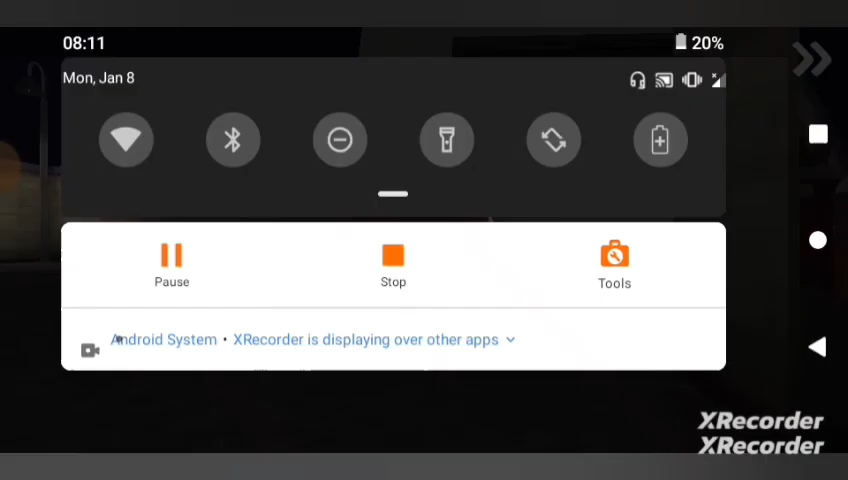 08:11
20%
Mon, Jan 8
Pause
Stop
Tools
Android System • XRecorder is displaying over other apps
XRecorder
XRecorder